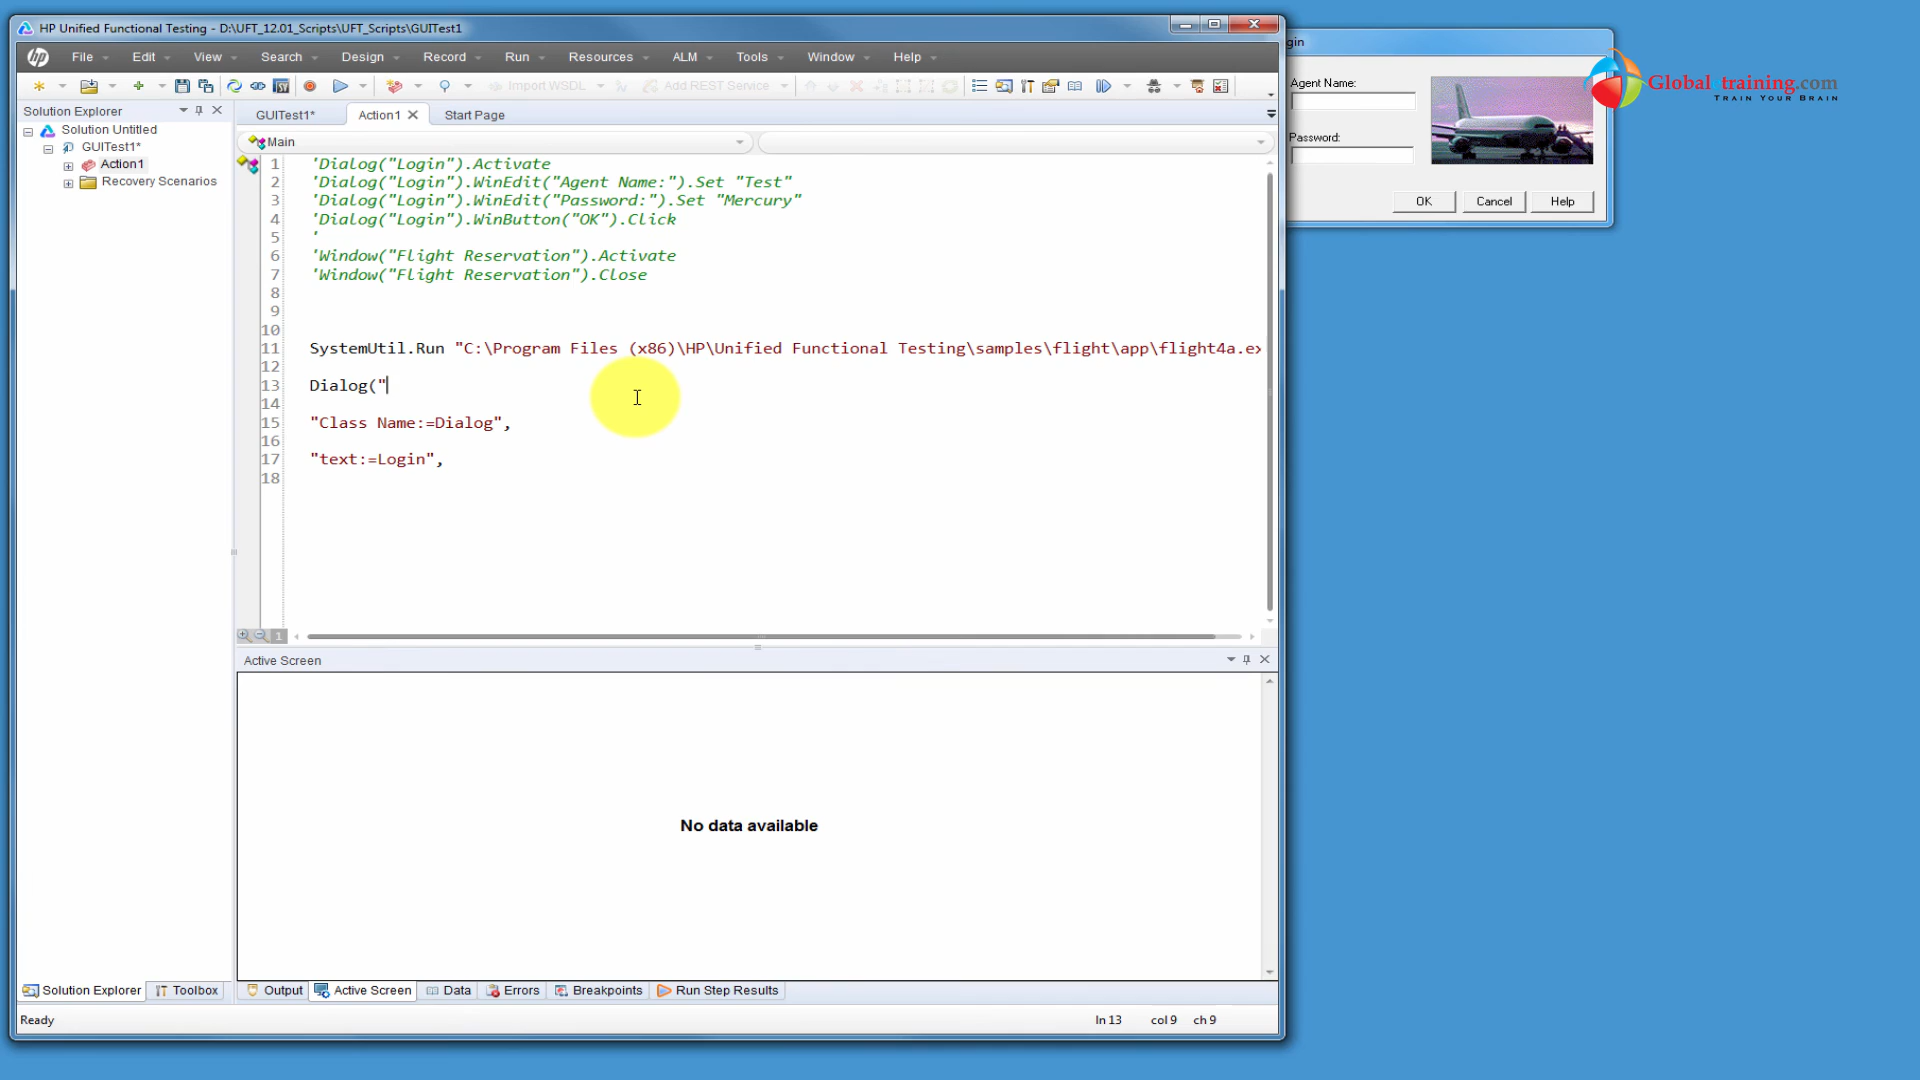 HP Unified Functional Testing - D:\UFT_12.01_Scripts\UFT_Scripts\GUITest1
File Edit View Search Design Record Run Resources ALM Tools Window Help
Import WSDL Add REST Service
Solution Explorer
Solution Untitled
GUITest1*
Action1
Recovery Scenarios
GUITest1* Action1 Start Page
Main
1 'Dialog("Login").Activate
2 'Dialog("Login").WinEdit("Agent Name:").Set "Test"
3 'Dialog("Login").WinEdit("Password:").Set "Mercury"
4 'Dialog("Login").WinButton("OK").Click
5 '
6 'Window("Flight Reservation").Activate
7 'Window("Flight Reservation").Close
8
9
10
11 SystemUtil.Run "C:\Program Files (x86)\HP\Unified Functional Testing\samples\flight\app\flight4a.ex
12
13 Dialog("
14
15 "Class Name:=Dialog",
16
17 "text:=Login",
18
1
Active Screen
No data available
Solution Explorer Toolbox
Output Active Screen Data Errors Breakpoints Run Step Results
Ready
ln 13 col 9 ch 9
gin
Agent Name:
Password:
OK Cancel Help
Global training.com
TRAIN YOUR BRAIN